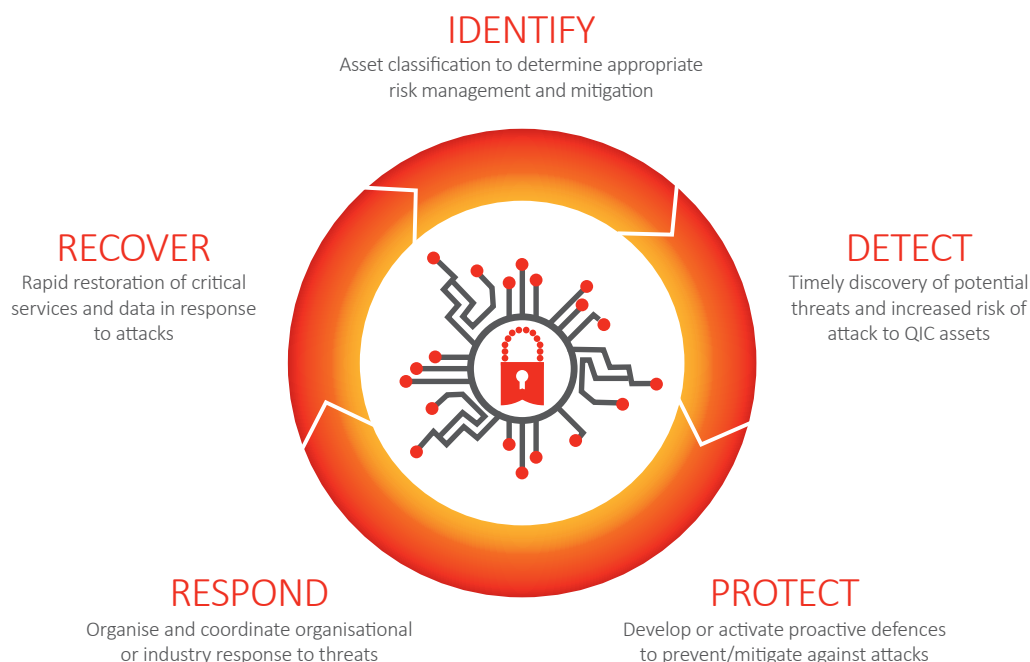 IDENTIFY
Asset classification to determine appropriate
risk management and mitigation
DETECT
Timely discovery of potential
threats and increased risk of
attack to QIC assets
PROTECT
Develop or activate proactive defences
to prevent/mitigate against attacks
RESPOND
Organise and coordinate organisational
or industry response to threats
RECOVER
Rapid restoration of critical
services and data in response
to attacks